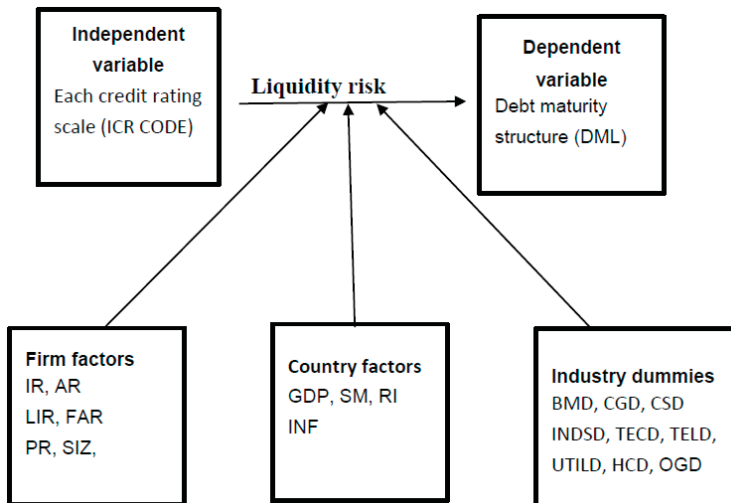 Independent
variable
Each credit rating
scale (ICR CODE)
Liquidity risk
Dependent
variable
Debt maturity
structure (DML)
Firm factors
IR, AR
LIR, FAR
PR, SIZ,
Country factors
GDP, SM, RI
INF
Industry dummies
BMD, CGD, CSD
INDSD, TECD, TELD,
UTILD, HCD, OGD